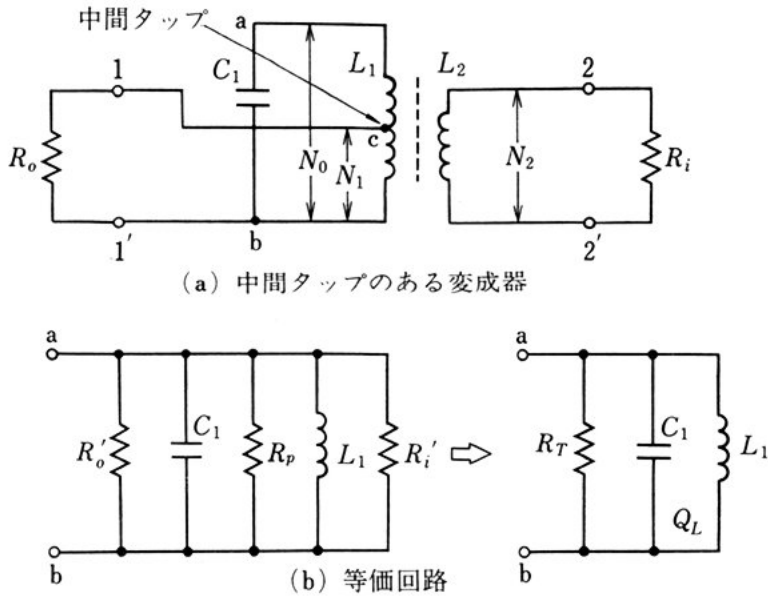 中間タップ
a
1
C₁
L₁
L₂
2
Rₒ
c
N₀
N₁
N₂
Rᵢ
1′
b
2′
(a) 中間タップのある変成器
a
Rₒ′
C₁
Rₚ
L₁
Rᵢ′
⇨
a
R_T
C₁
L₁
Q_L
b
b
(b) 等価回路